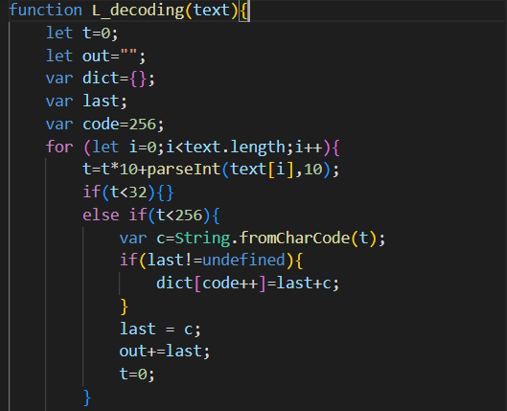 function L_decoding(text){
    let t=0;
    let out="";
    var dict={};
    var last;
    var code=256;
    for (let i=0;i<text.length;i++){
        t=t*10+parseInt(text[i],10);
        if(t<32){}
        else if(t<256){
            var c=String.fromCharCode(t);
            if(last!=undefined){
                dict[code++]=last+c;
            }
            last = c;
            out+=last;
            t=0;
        }